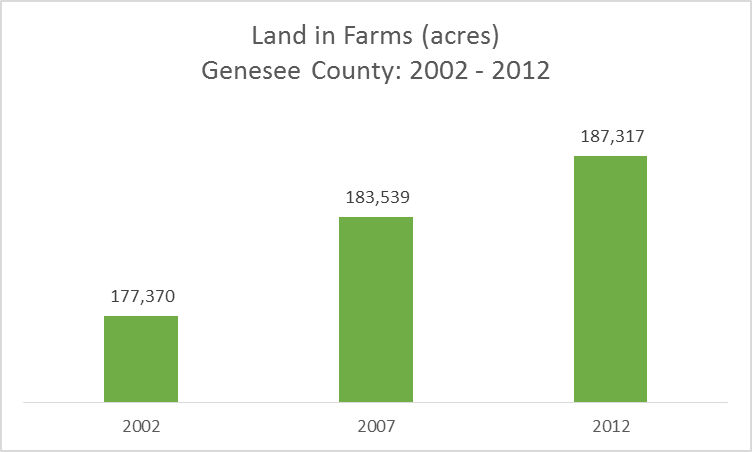 Land in Farms (acres)
Genesee County: 2002 - 2012
187,317
183,539
177,370
2002 2007 2012